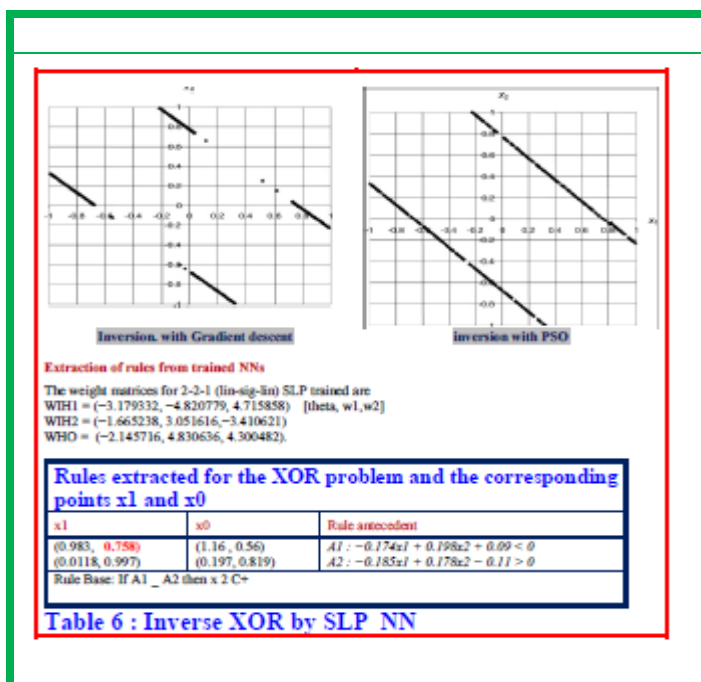 Inversion. with Gradient descent
inversion with PSO
Extraction of rules from trained NNs
The weight matrices for 2-2-1 (lin-sig-lin) SLP trained are
WIH1 = (−3.179332, −4.820779, 4.715858) [theta, w1,w2]
WIH2 = (−1.665238, 3.051616,−3.410621)
WHO = (−2.145716, 4.830636, 4.300482).
Rules extracted for the XOR problem and the corresponding
points x1 and x0
x1 x0 Rule antecedent
(0.983, 0.758) (1.16 , 0.56) A1 : −0.174x1 + 0.198x2 + 0.09 < 0
(0.0118, 0.997) (0.197, 0.819) A2 : −0.185x1 + 0.178x2 − 0.11 > 0
Rule Base: If A1 _ A2 then x 2 C+
Table 6 : Inverse XOR by SLP NN